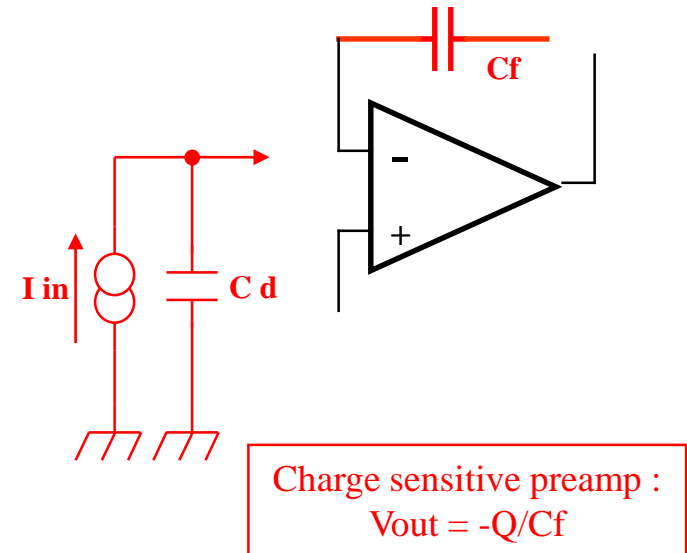 Cf
-
+
I in
C d
Charge sensitive preamp :
Vout = -Q/Cf